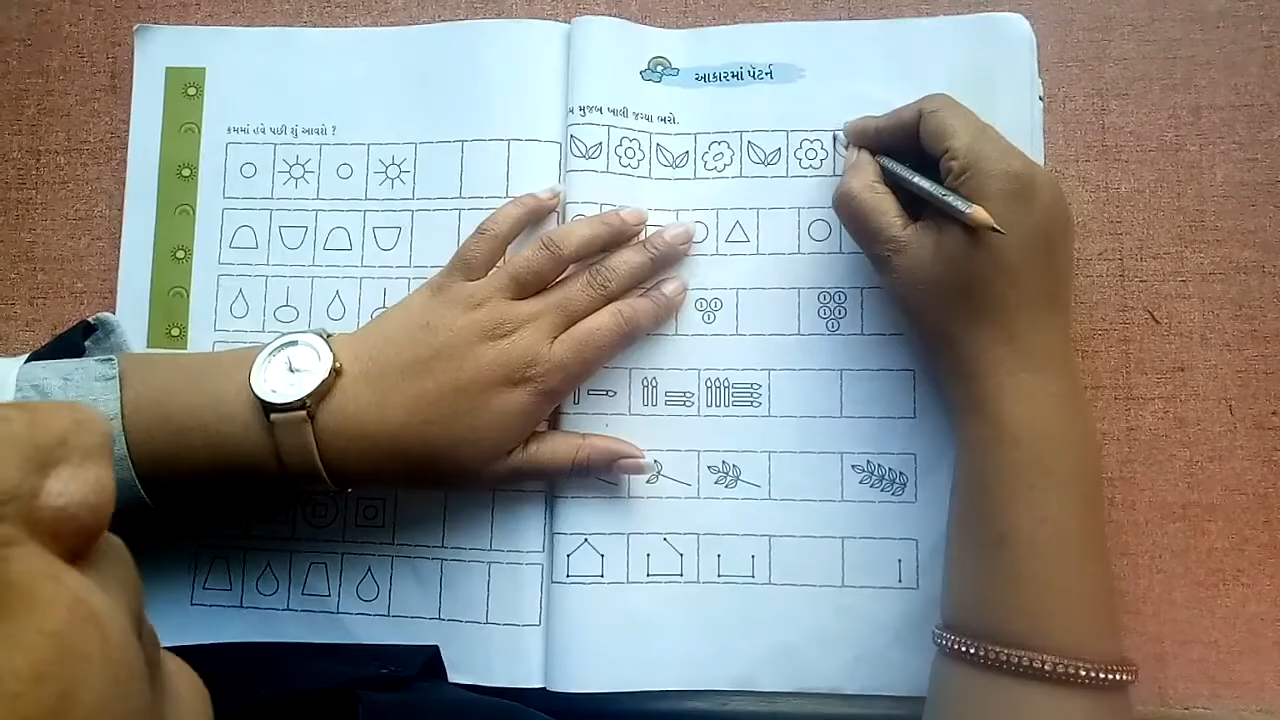 ક્રમમાં હવે પછી શું આવશે ?
આકારમાં પૅટર્ન
મુજબ ખાલી જગ્યા ભરો.